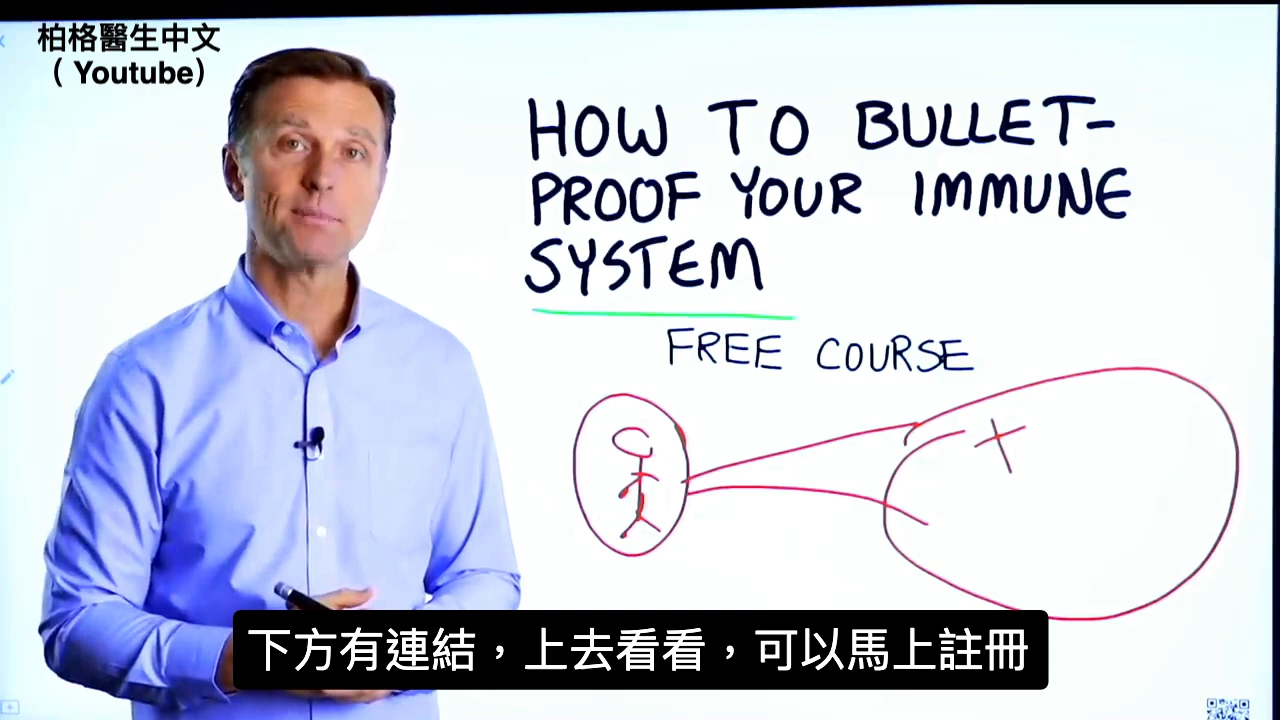 柏格醫生中文
（ Youtube）
HOW TO BULLET-
PROOF YOUR IMMUNE
SYSTEM
FREE COURSE
下方有連結，上去看看，可以馬上註冊